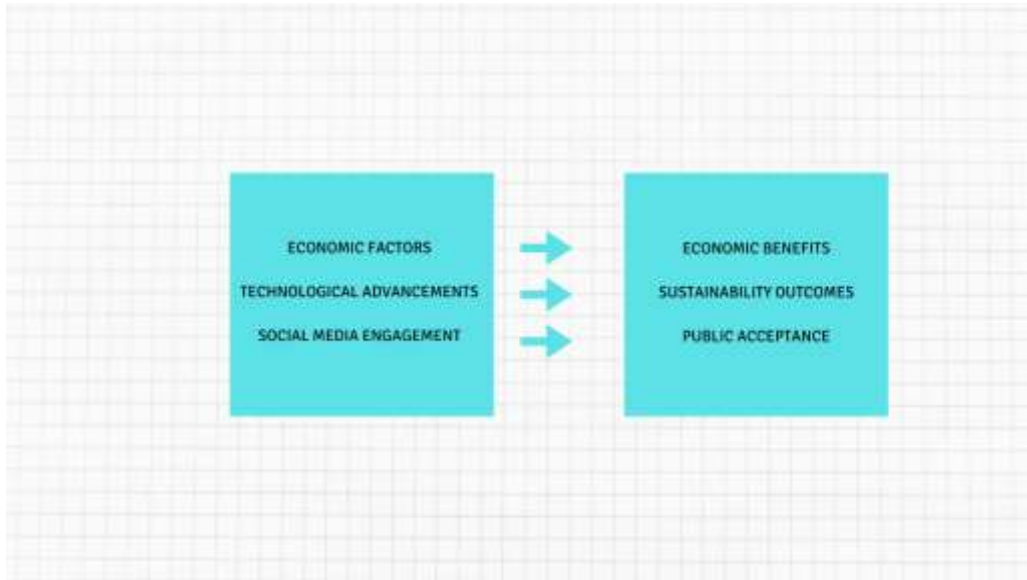 ECONOMIC FACTORS
TECHNOLOGICAL ADVANCEMENTS
SOCIAL MEDIA ENGAGEMENT
ECONOMIC BENEFITS
SUSTAINABILITY OUTCOMES
PUBLIC ACCEPTANCE